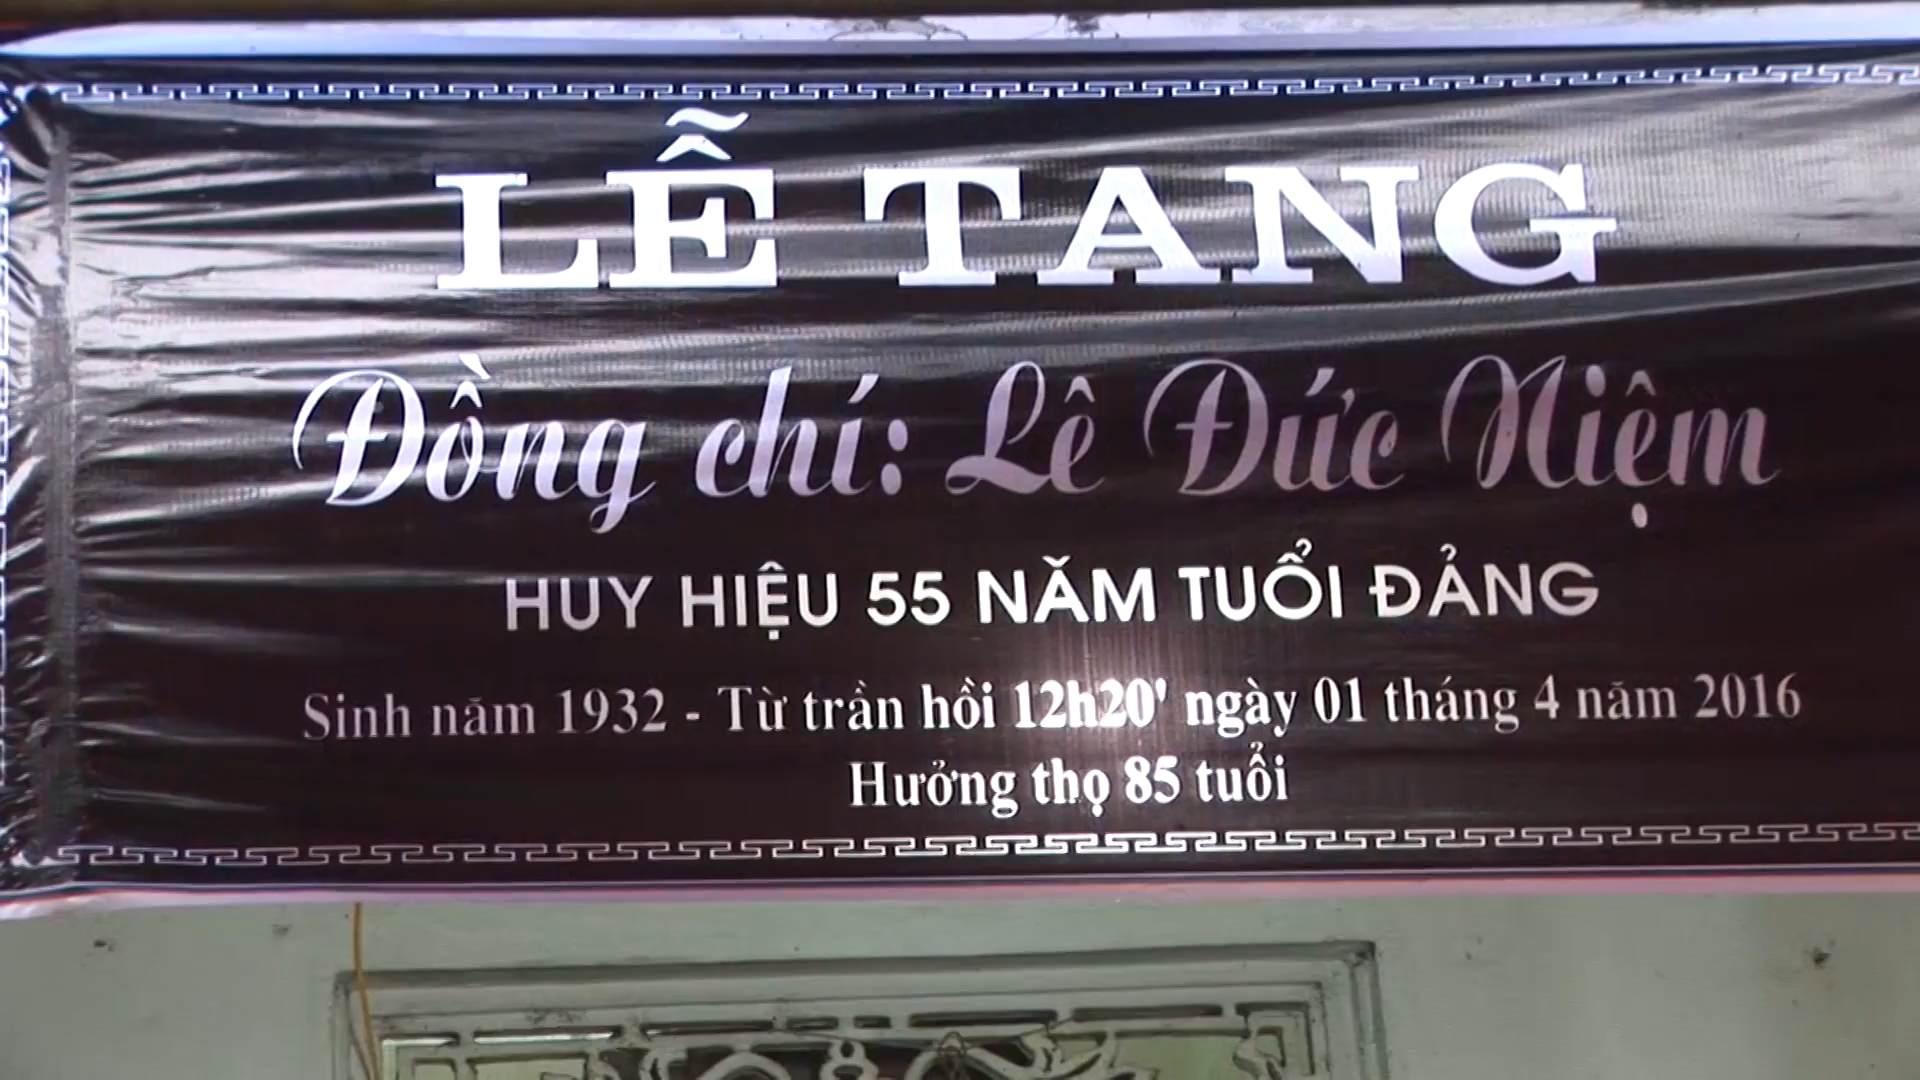 LỄ TANG
Đồng chí: Lê Đức Niệm
HUY HIỆU 55 NĂM TUỔI ĐẢNG
Sinh năm 1932 - Từ trần hồi 12h20' ngày 01 tháng 4 năm 2016
Hưởng thọ 85 tuổi